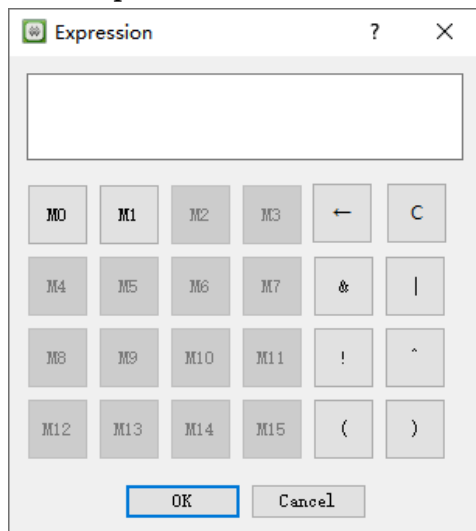 Expression ? ×
M0 M1 M2 M3 ← C
M4 M5 M6 M7 & |
M8 M9 M10 M11 ! ^
M12 M13 M14 M15 ( )
OK Cancel